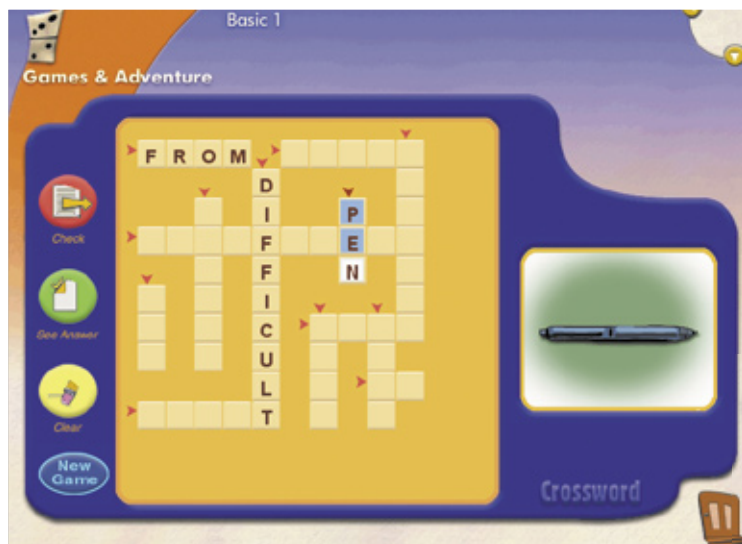 Basic 1
Games & Adventure
FROM
DIFFICULT
PEN
Check
See Answer
Clear
New
Game
Crossword